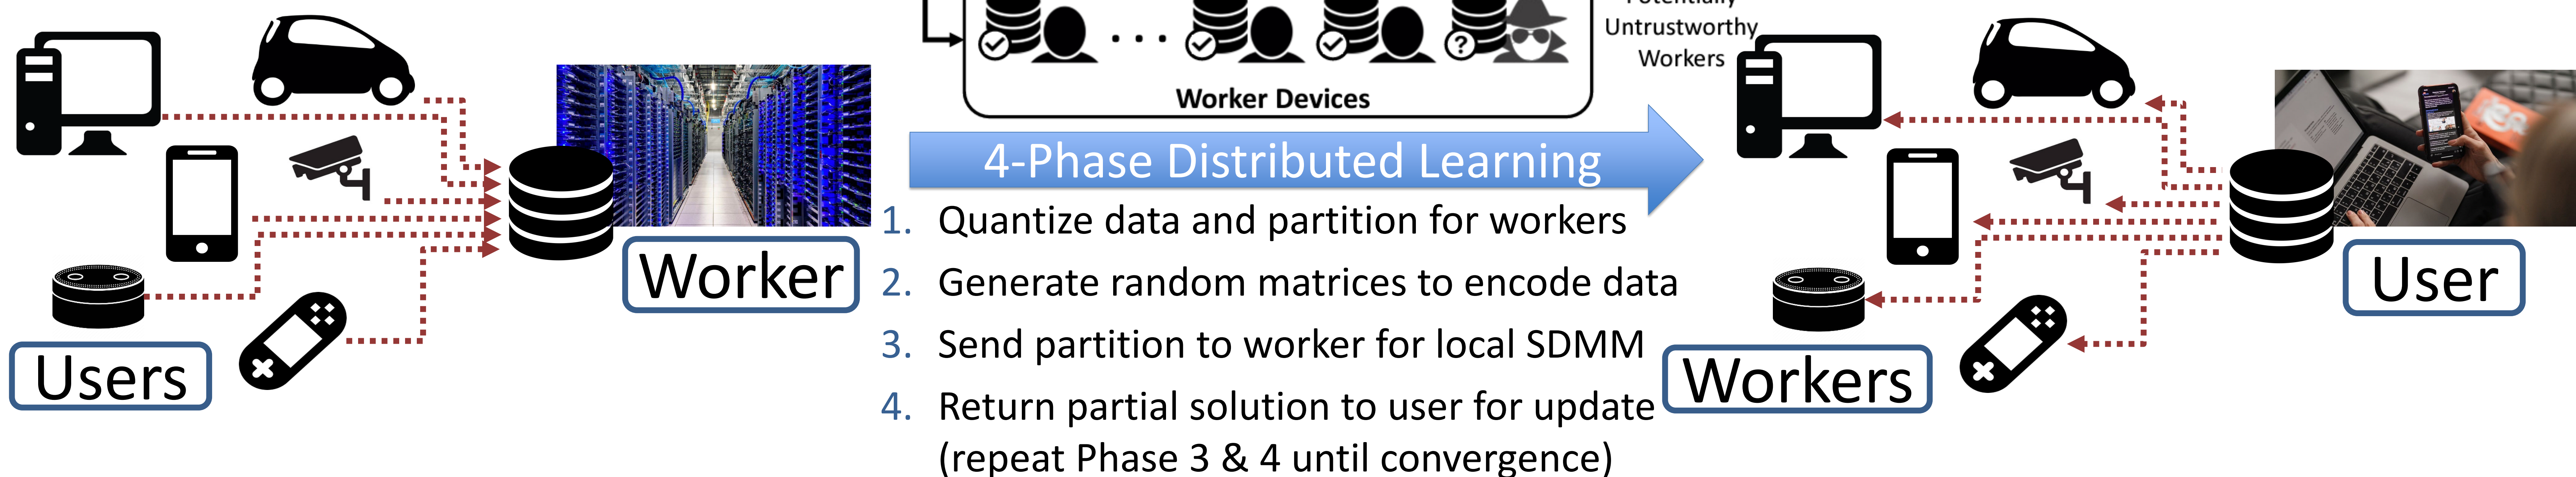 Potentially
Untrustworthy
Workers
?
Worker Devices
4-Phase Distributed Learning
1. Quantize data and partition for workers
2. Generate random matrices to encode data
3. Send partition to worker for local SDMM
4. Return partial solution to user for update
(repeat Phase 3 & 4 until convergence)
Worker
Users
Workers
User